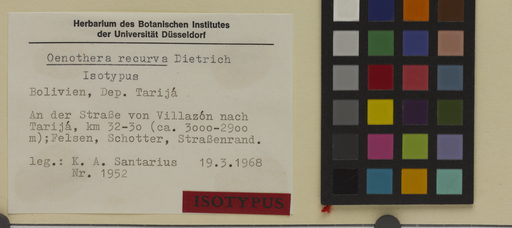 Herbarium des Botanischen Institutes
der Universität Düsseldorf
Oenothera recurva Dietrich
Isotypus
Bolivien, Dep. Tarijá
An der Straße von Villazón nach
Tarijá, km 32-30 (ca. 3000-2900
m);Felsen, Schotter, Straßenrand.
leg.: K. A. Santarius 19.3.1968
Nr. 1952
ISOTYPUS